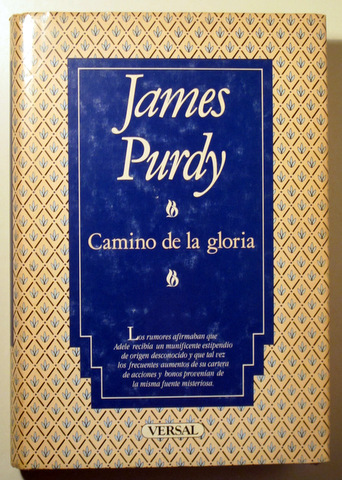 James
Purdy
Camino de la gloria
Los rumores afirmaban que
Adele recibía un munificente estipendio
de origen desconocido y que tal vez
los frecuentes aumentos de su cartera
de acciones y bonos provenían de
la misma fuente misteriosa.
VERSAL